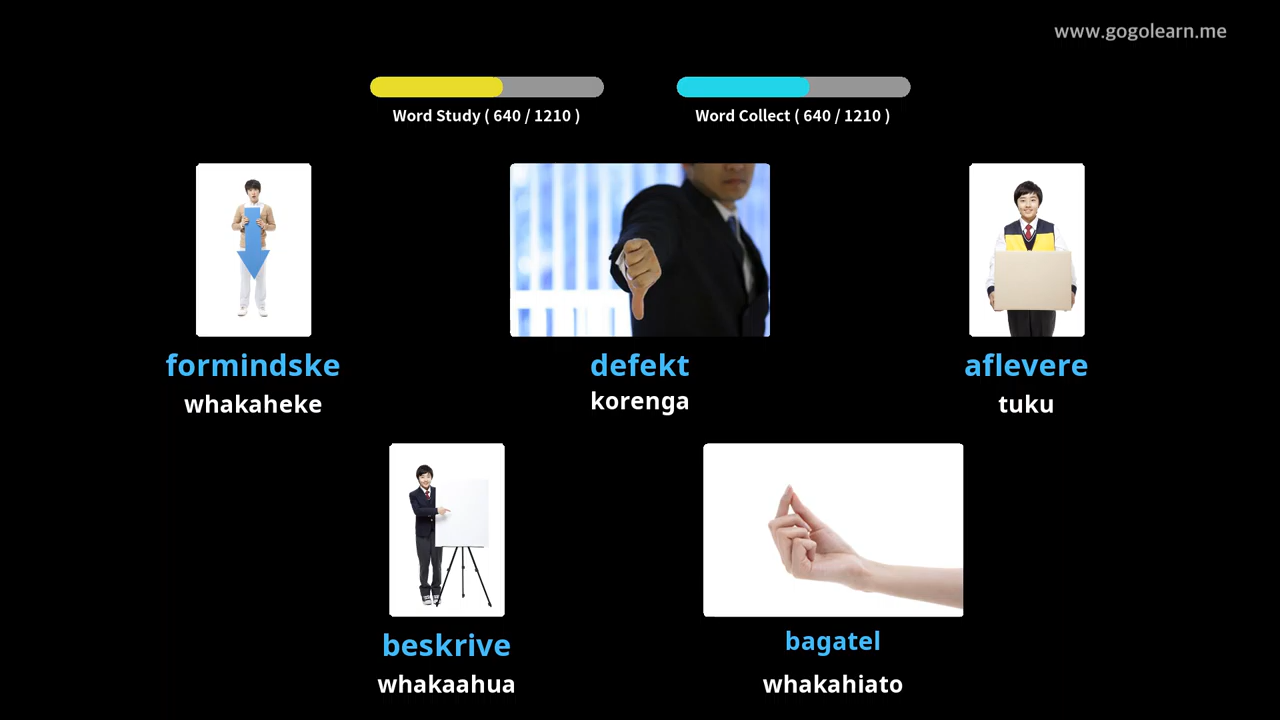 www.gogolearn.me
Word Study ( 640 / 1210 )
Word Collect ( 640 / 1210 )
formindske
whakaheke
defekt
korenga
aflevere
tuku
beskrive
whakaahua
bagatel
whakahiato